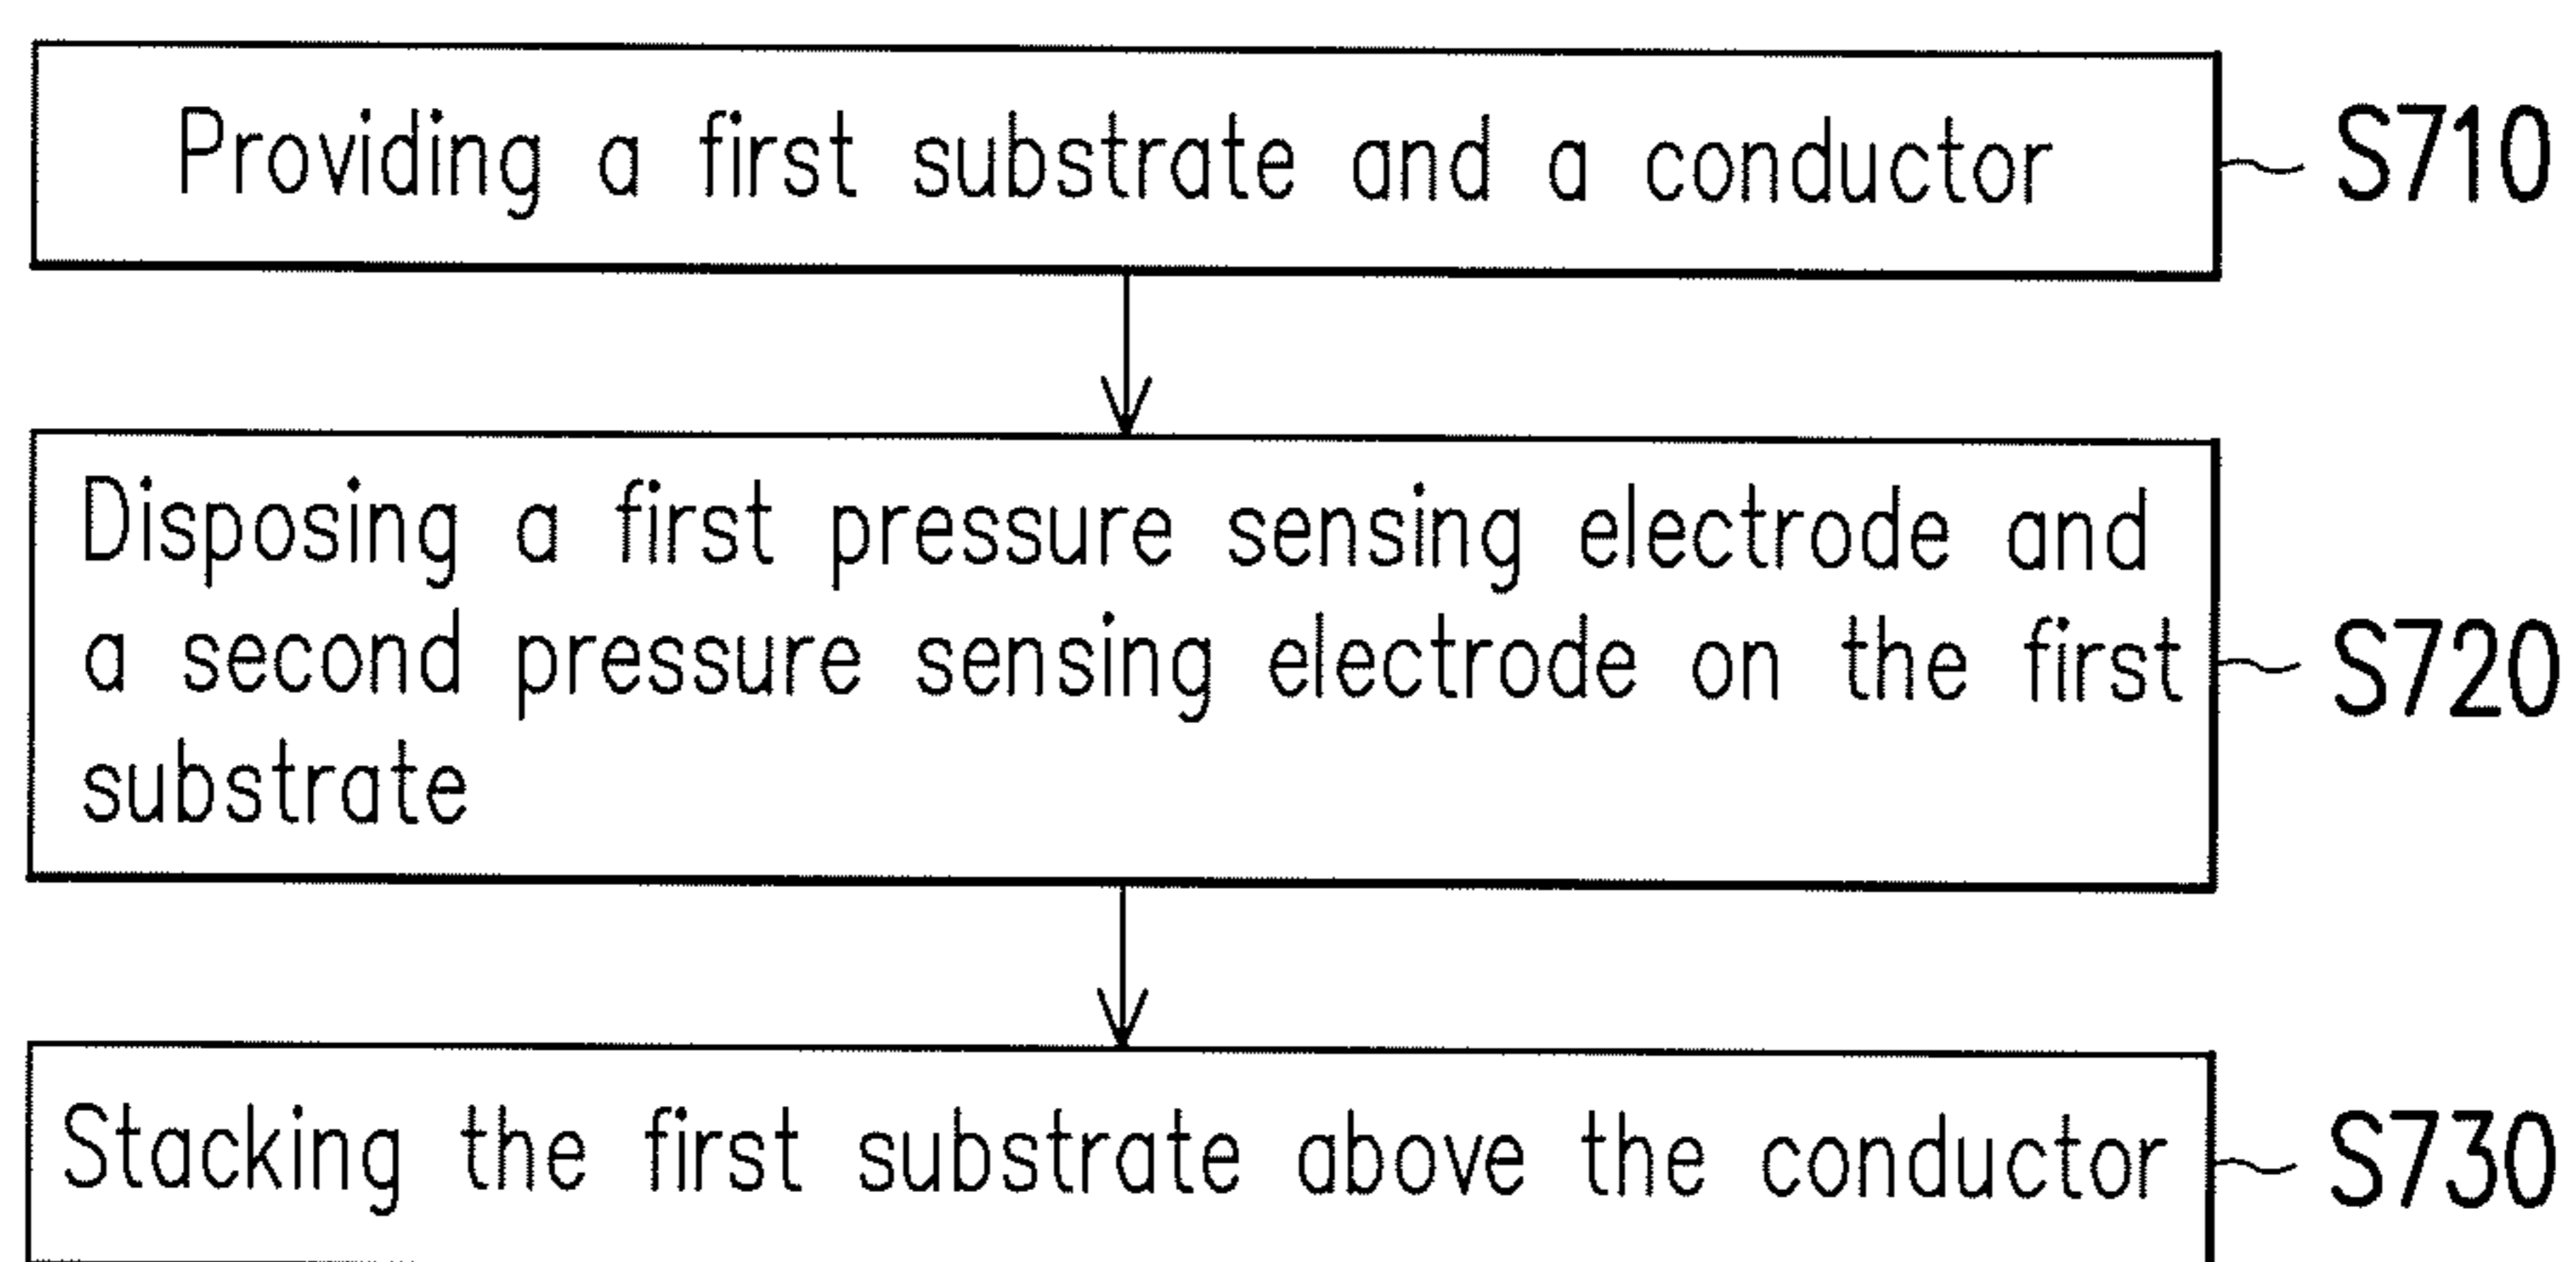 Providing a first substrate and a conductor S710
Disposing a first pressure sensing electrode and
a second pressure sensing electrode on the first S720
substrate
Stacking the first substrate above the conductor S730